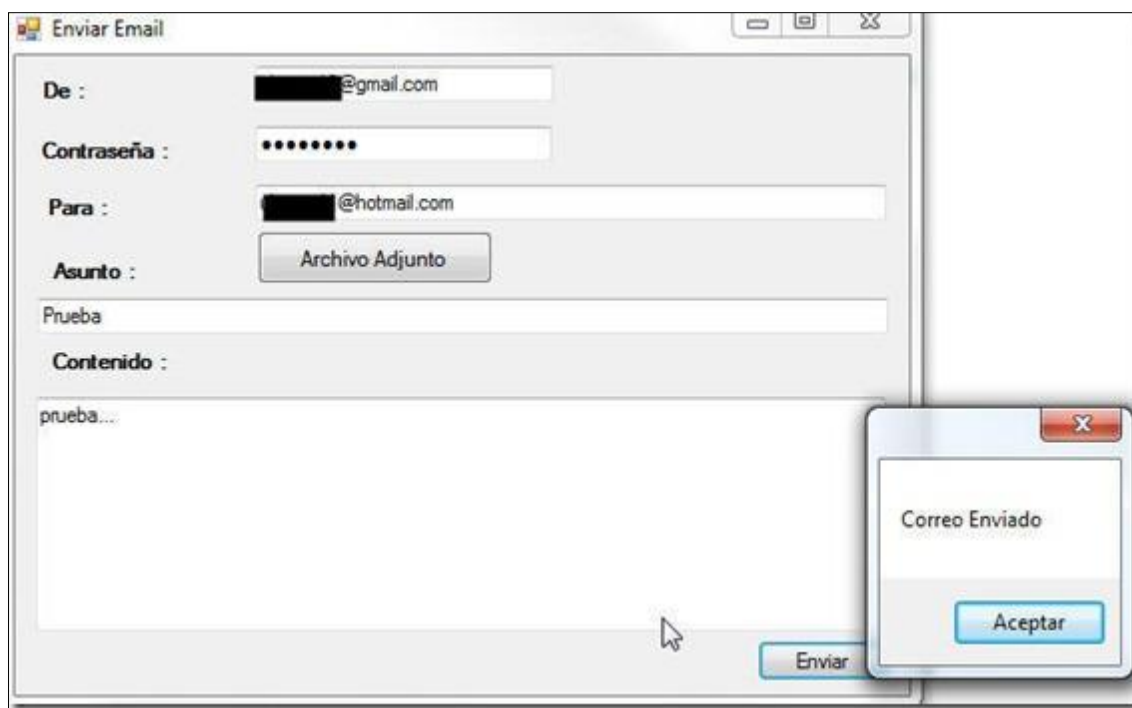 Enviar Email
De :
@gmail.com
Contraseña :
••••••••
Para :
@hotmail.com
Asunto :
Archivo Adjunto
Prueba
Contenido :
prueba...
Correo Enviado
Aceptar
Enviar